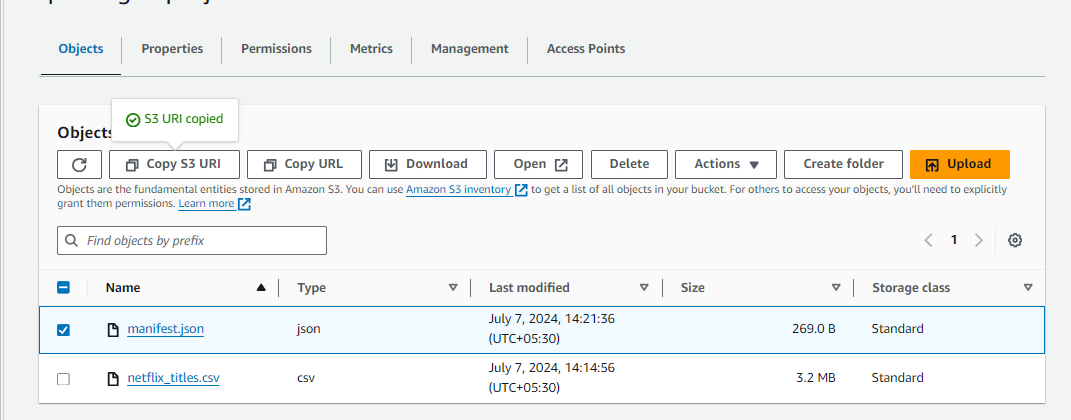 Objects Properties Permissions Metrics Management Access Points
S3 URI copied
Objects
Copy S3 URI Copy URL Download Open Delete Actions Create folder Upload
Objects are the fundamental entities stored in Amazon S3. You can use Amazon S3 inventory to get a list of all objects in your bucket. For others to access your objects, you'll need to explicitly
grant them permissions. Learn more
Find objects by prefix 1
Name Type Last modified Size Storage class
manifest.json json July 7, 2024, 14:21:36 (UTC+05:30) 269.0 B Standard
netflix_titles.csv csv July 7, 2024, 14:14:56 (UTC+05:30) 3.2 MB Standard